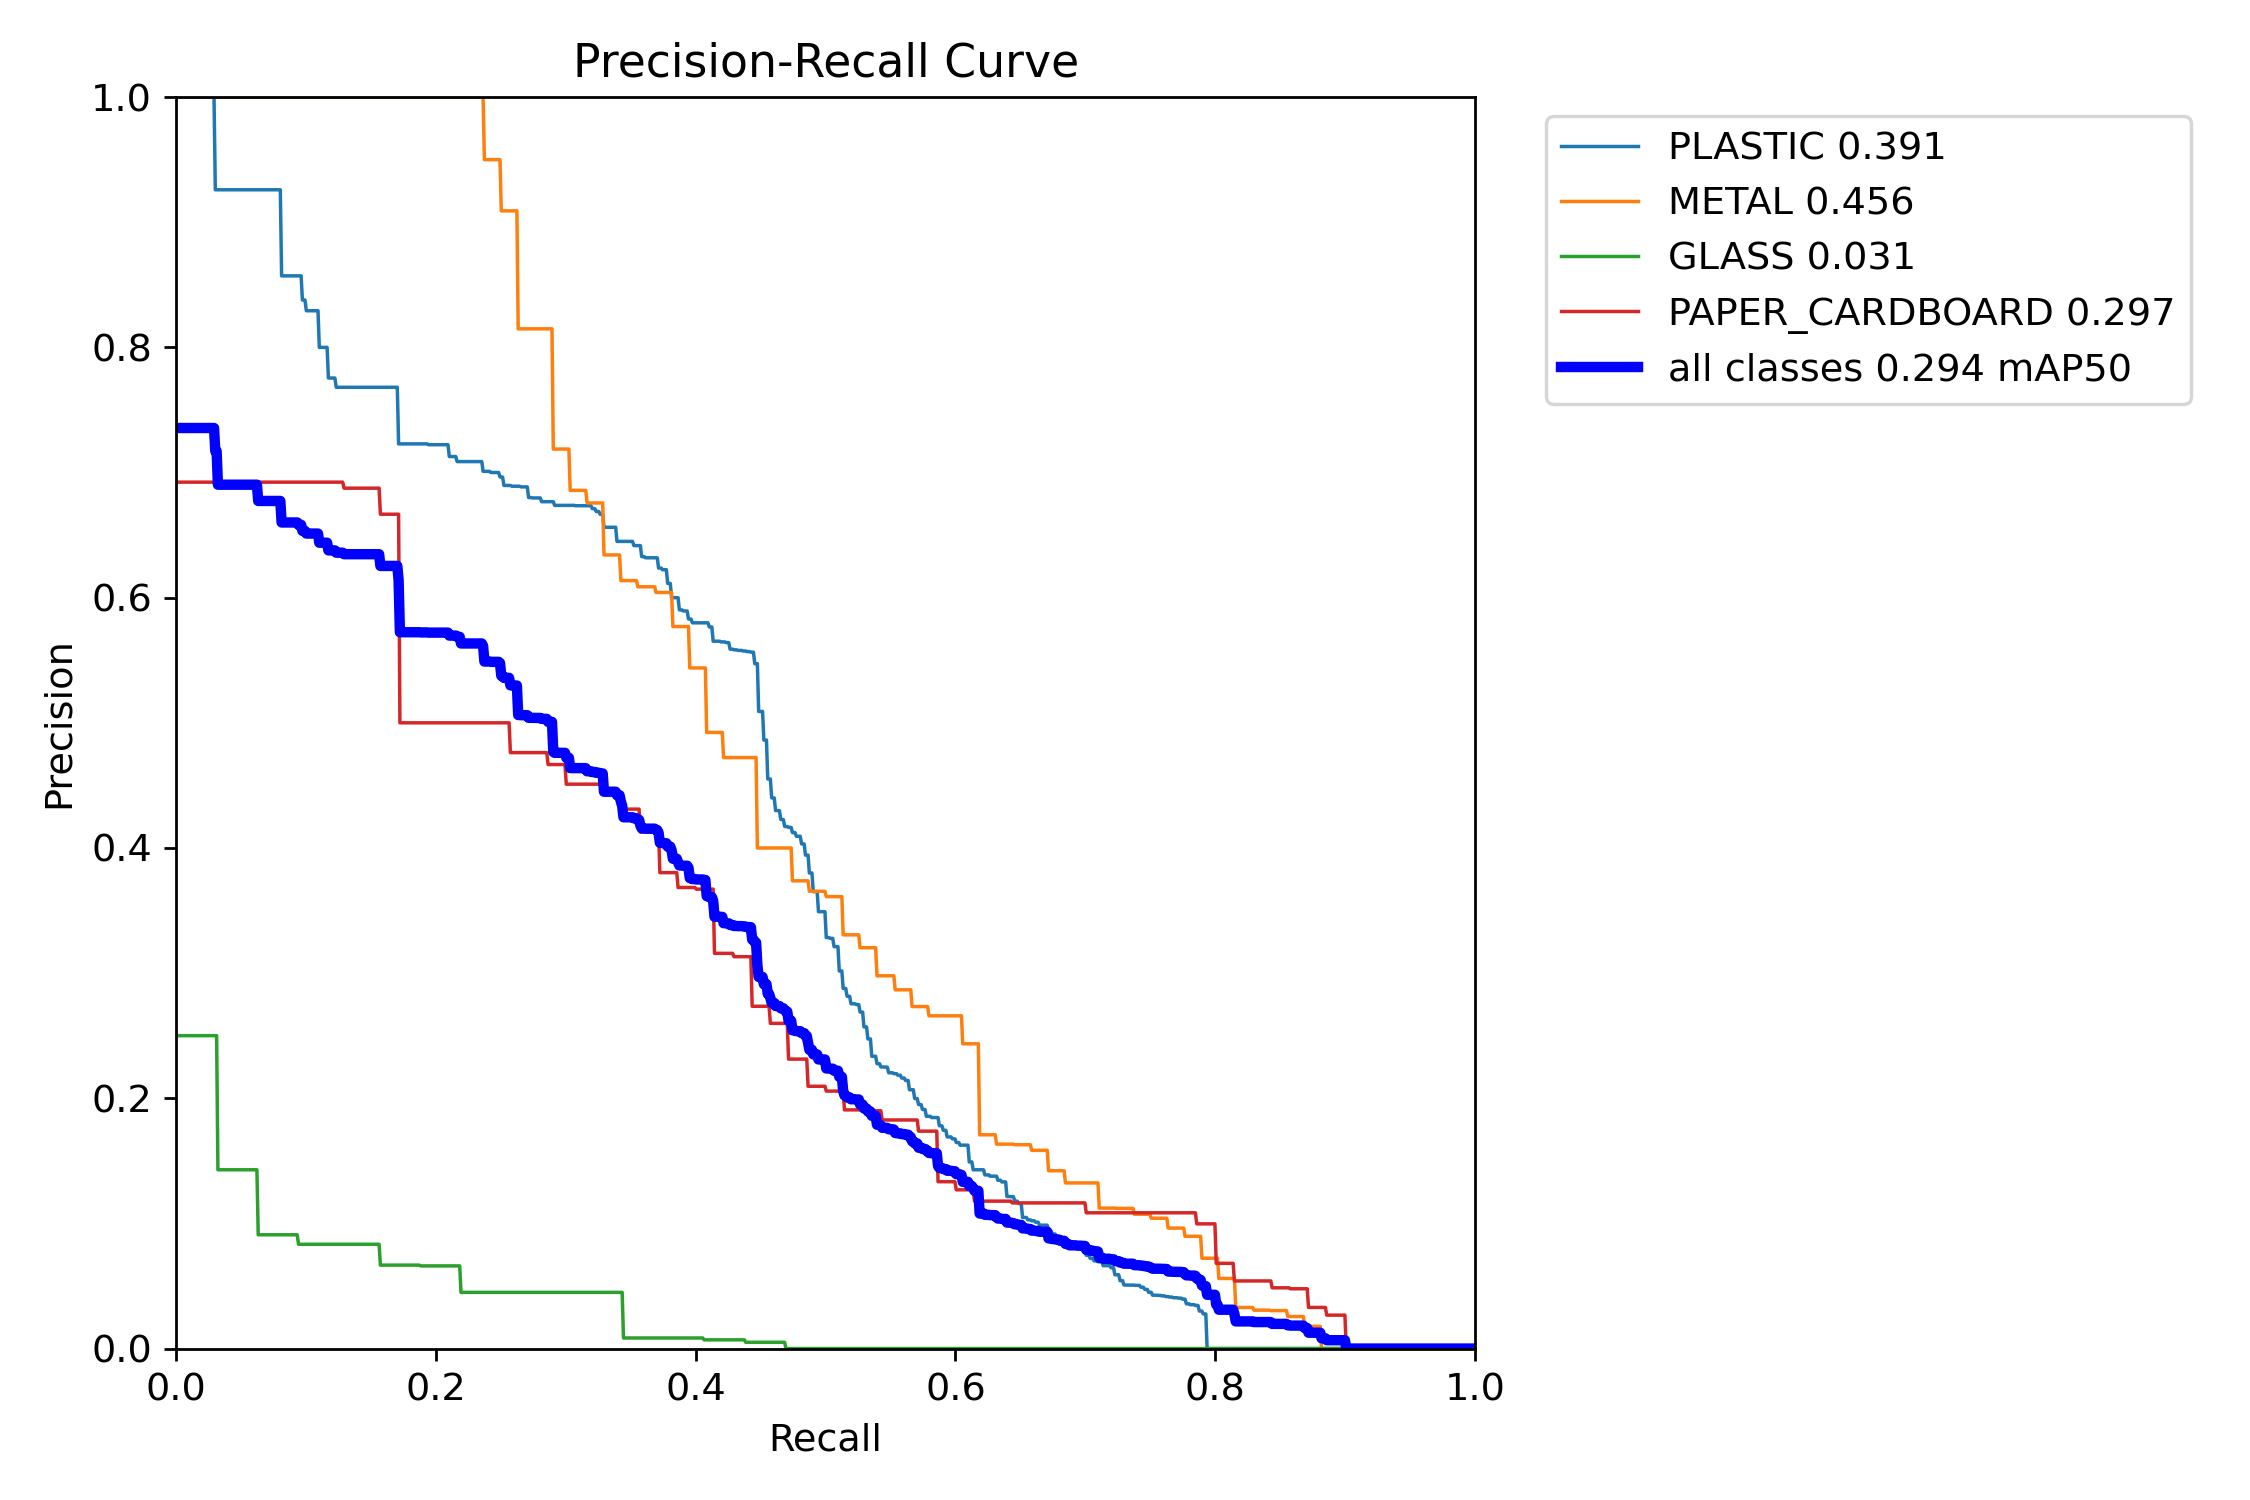 Precision-Recall Curve
1.0
0.8
0.6
0.4
0.2
0.0
Precision
0.0 0.2 0.4 0.6 0.8 1.0
Recall
PLASTIC 0.391
METAL 0.456
GLASS 0.031
PAPER_CARDBOARD 0.297
all classes 0.294 mAP50